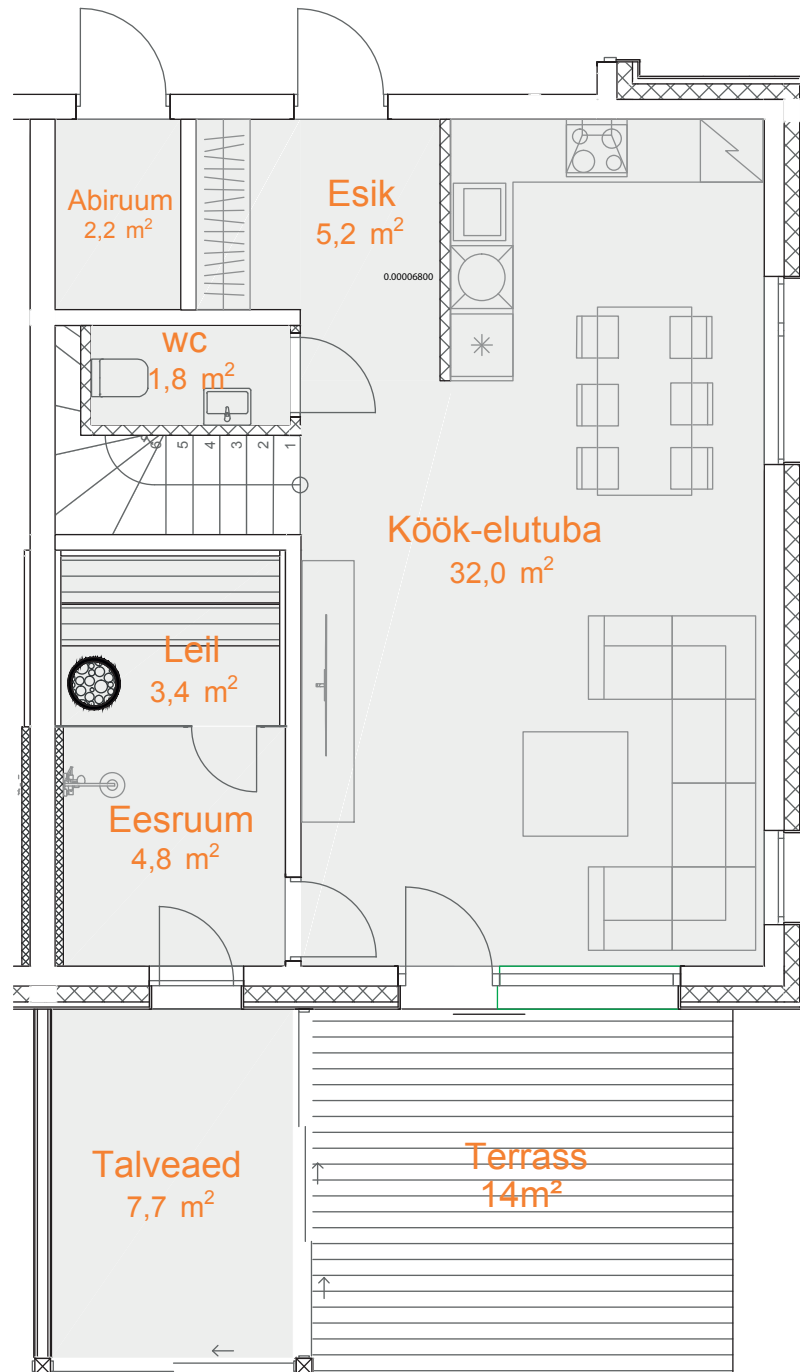 Abiruum
2,2 m²
Esik
5,2 m²
0.00006800
wc
1,8 m²
6 5 4 3 2 1
Köök-elutuba
32,0 m²
Leil
3,4 m²
Eesruum
4,8 m²
Talveaed
7,7 m²
Terrass
14m²